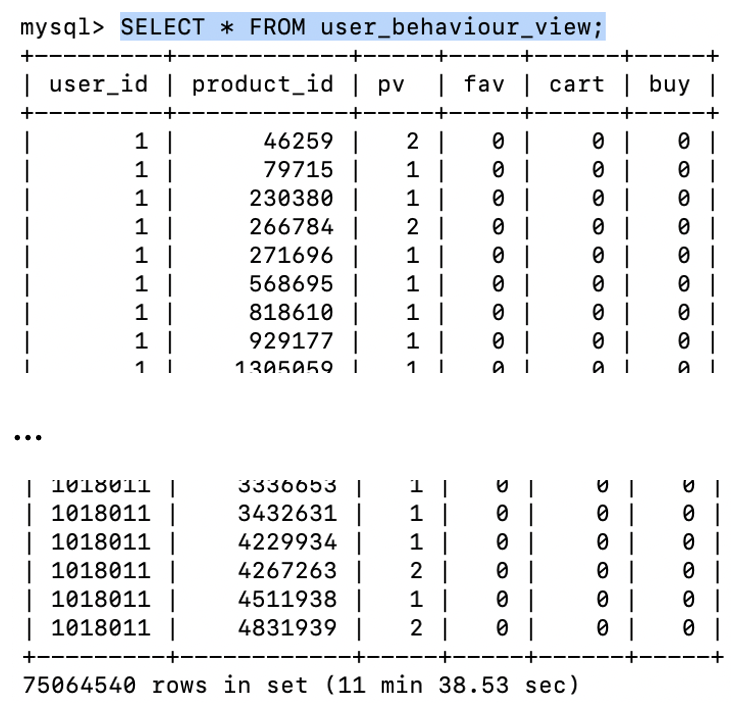 mysql> SELECT * FROM user_behaviour_view;
+---------+------------+-----+-----+------+-----+
| user_id | product_id | pv  | fav | cart | buy |
+---------+------------+-----+-----+------+-----+
|       1 |      46259 |   2 |   0 |    0 |   0 |
|       1 |      79715 |   1 |   0 |    0 |   0 |
|       1 |     230380 |   1 |   0 |    0 |   0 |
|       1 |     266784 |   2 |   0 |    0 |   0 |
|       1 |     271696 |   1 |   0 |    0 |   0 |
|       1 |     568695 |   1 |   0 |    0 |   0 |
|       1 |     818610 |   1 |   0 |    0 |   0 |
|       1 |     929177 |   1 |   0 |    0 |   0 |
|       1 |    1305059 |   1 |   0 |    0 |   0 |
...
| 1018011 |    3336653 |   1 |   0 |    0 |   0 |
| 1018011 |    3432631 |   1 |   0 |    0 |   0 |
| 1018011 |    4229934 |   1 |   0 |    0 |   0 |
| 1018011 |    4267263 |   2 |   0 |    0 |   0 |
| 1018011 |    4511938 |   1 |   0 |    0 |   0 |
| 1018011 |    4831939 |   2 |   0 |    0 |   0 |
+---------+------------+-----+-----+------+-----+
75064540 rows in set (11 min 38.53 sec)